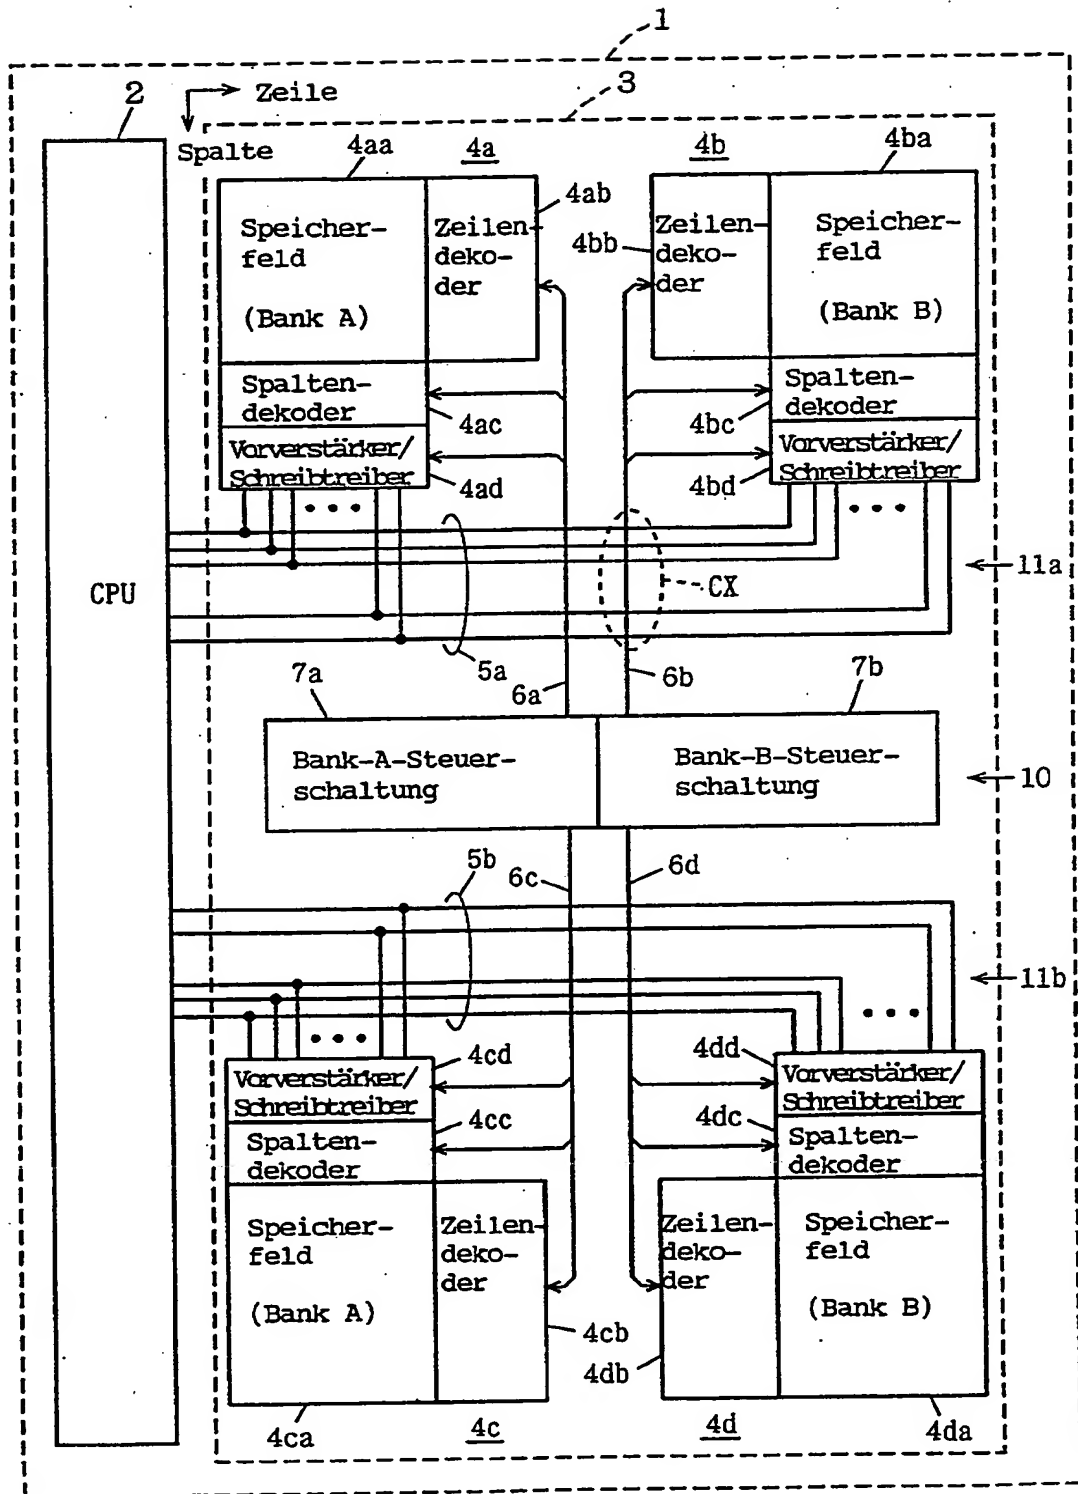 1
2
Zeile
3
Spalte
4aa
4a
4b
4ba
4ab
4bb
Speicher-
feld
(Bank A)
Zeilen-
deko-
der
Zeilen-
deko-
der
Speicher-
feld
(Bank B)
Spalten-
dekoder
4ac
4bc
Spalten-
dekoder
Vorverstärker/
Schreibtreiber
4ad
4bd
Vorverstärker/
Schreibtreiber
CPU
11a
CX
5a
6a
6b
7a
7b
Bank-A-Steuer-
schaltung
Bank-B-Steuer-
schaltung
10
5b
6c
6d
11b
4cd
4dd
Vorverstärker/
Schreibtreiber
Vorverstärker/
Schreibtreiber
4cc
4dc
Spalten-
dekoder
Spalten-
dekoder
Speicher-
feld
(Bank A)
Zeilen-
deko-
der
Zeilen-
deko-
der
Speicher-
feld
(Bank B)
4cb
4db
4ca
4c
4d
4da